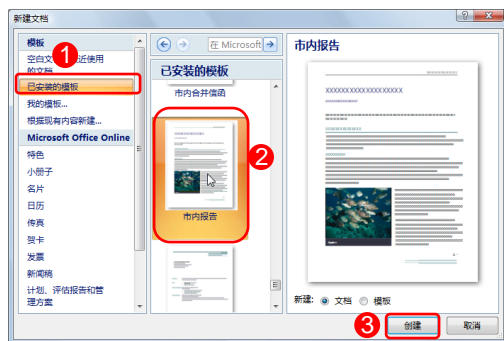 新建文档
模板
空白文
近使用
的文档
已安装的模板
我的模板...
根据现有内容新建...
Microsoft Office Online
特色
小册子
名片
日历
传真
贺卡
发票
新闻稿
计划、评估报告和管
理方案
1
在 Microsoft
已安装的模板
市内合并信函
2
市内报告
市内报告
XXXXXXXXXXXXXXXXXXXX
新建:
文档
模板
3
创建
取消